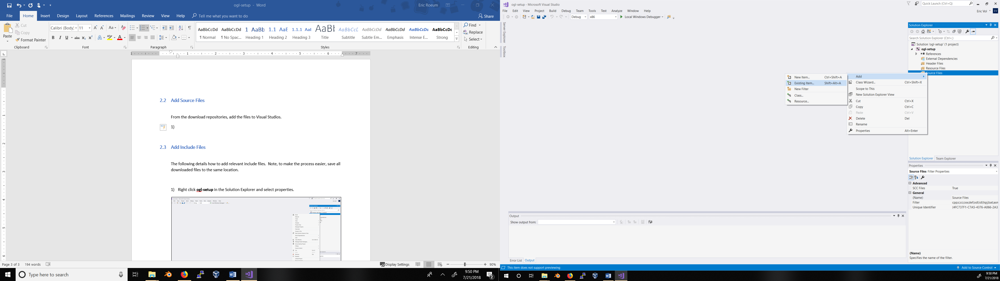 ogl-setup - Word
Eric Roeum
File Home Insert Design Layout References Mailings Review View Help Tell me what you want to do
Share
Paste
Cut
Copy
Format Painter
Clipboard
Calibri (Body) 11
Font
Paragraph
AaBbCcDd AaBbCcDd 1 AaBb 1.1 AaE 1.1.1 Aal AaBb AaBbCcD AaBbCcDd AaBbCcDd AaBbCcDd AaBbCcDc
¶ Normal ¶ No Spac... Heading 1 Heading 2 Heading 3 Title Subtitle Subtle Em... Emphasis Intense E... Strong
Styles
Find
Replace
Select
Editing
2.2 Add Source Files
From the download repositories, add the files to Visual Studios.
1)
2.3 Add Include Files
The following details how to add relevant include files. Note, to make the process easier, save all
downloaded files to the same location.
1) Right click ogl-setup in the Solution Explorer and select properties.
Page 3 of 3 194 words
Display Settings
90%
Type here to search
9:50 PM
7/21/2018
2
ogl-setup - Microsoft Visual Studio
Quick Launch (Ctrl+Q)
File Edit View Project Build Debug Team Tools Test Analyze Window Help
Eric Vol EV
Debug x86 Local Windows Debugger
Server Explorer
Toolbox
Solution Explorer
Search Solution Explorer (Ctrl+;)
Solution 'ogl-setup' (1 project)
ogl-setup
References
External Dependencies
Header Files
Resource Files
Source Files
New Item... Ctrl+Shift+A
Existing Item... Shift+Alt+A
New Filter
Class...
Resource...
Add
Class Wizard... Ctrl+Shift+X
Scope to This
New Solution Explorer View
Cut Ctrl+X
Copy Ctrl+C
Paste Ctrl+V
Delete Del
Rename
Properties Alt+Enter
Solution Explorer Team Explorer
Properties
Source Files Filter Properties
Advanced
SCC Files True
General
(Name) Source Files
Filter cpp;c;cc;cxx;def;odl;idl;hpj;bat;asn
Unique Identifier {4FC737F1-C7A5-4376-A066-2A3
(Name)
Specifies the name of the filter.
Output
Show output from:
Error List Output
This item does not support previewing
Add to Source Control
9:50 PM
7/21/2018